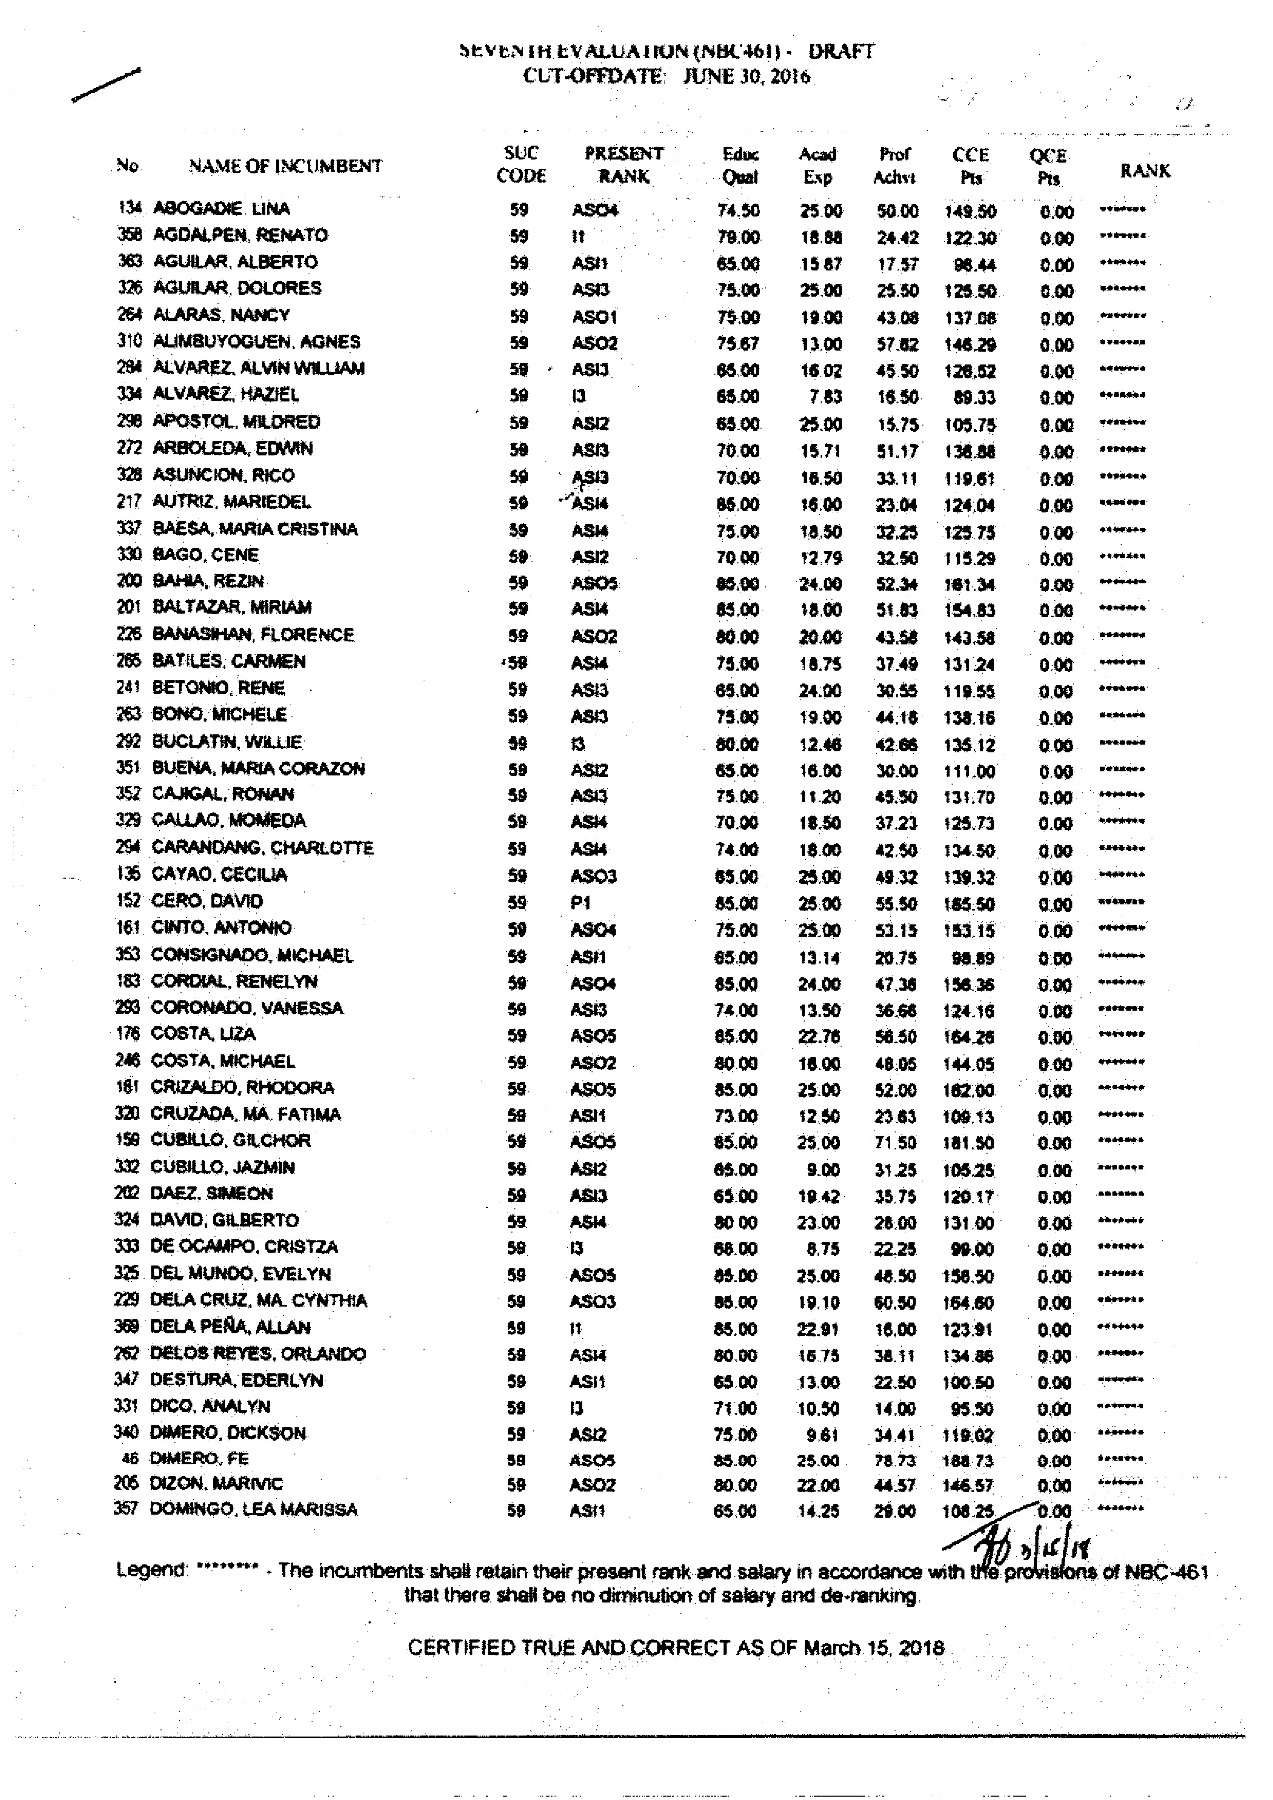 SEVENTH EVALUATION (NBC461) - DRAFT
CUT-OFFDATE: JUNE 30, 2016
No. NAME OF INCUMBENT SUC CODE PRESENT RANK Educ Qual Acad Exp Prof Achvt CCE Pts QCE Pts RANK
134 ABOGADIE, LINA 59 ASO4 74.50 25.00 50.00 149.50 0.00 *******
358 AGDALPEN, RENATO 59 I1 79.00 18.88 24.42 122.30 0.00 *******
363 AGUILAR, ALBERTO 59 ASI1 65.00 15.87 17.57 98.44 0.00 *******
326 AGUILAR, DOLORES 59 ASI3 75.00 25.00 25.50 125.50 0.00 *******
264 ALARAS, NANCY 59 ASO1 75.00 19.00 43.08 137.08 0.00 *******
310 ALIMBUYOGUEN, AGNES 59 ASO2 75.67 13.00 57.62 146.29 0.00 *******
284 ALVAREZ, ALVIN WILLIAM 59 ASI3 65.00 16.02 45.50 126.52 0.00 *******
334 ALVAREZ, HAZIEL 59 I3 65.00 7.83 16.50 89.33 0.00 *******
298 APOSTOL, MILDRED 59 ASI2 65.00 25.00 15.75 105.75 0.00 *******
272 ARBOLEDA, EDWIN 59 ASI3 70.00 15.71 51.17 136.88 0.00 *******
328 ASUNCION, RICO 59 ASI3 70.00 16.50 33.11 119.61 0.00 *******
217 AUTRIZ, MARIEDEL 59 ASI4 85.00 16.00 23.04 124.04 0.00 *******
337 BAESA, MARIA CRISTINA 59 ASI4 75.00 18.50 32.25 125.75 0.00 *******
330 BAGO, CENE 59 ASI2 70.00 12.79 32.50 115.29 0.00 *******
200 BAHIA, REZIN 59 ASO5 85.00 24.00 52.34 161.34 0.00 *******
201 BALTAZAR, MIRIAM 59 ASI4 85.00 18.00 51.83 154.83 0.00 *******
226 BANASIHAN, FLORENCE 59 ASO2 80.00 20.00 43.58 143.58 0.00 *******
265 BATILES, CARMEN 59 ASI4 75.00 18.75 37.49 131.24 0.00 *******
241 BETONIO, RENE 59 ASI3 65.00 24.00 30.55 119.55 0.00 *******
263 BONO, MICHELE 59 ASI3 75.00 19.00 44.16 138.16 0.00 *******
292 BUCLATIN, WILLIE 59 I3 80.00 12.46 42.66 135.12 0.00 *******
351 BUENA, MARIA CORAZON 59 ASI2 65.00 16.00 30.00 111.00 0.00 *******
352 CAJIGAL, RONAN 59 ASI3 75.00 11.20 45.50 131.70 0.00 *******
329 CALLAO, MOMEDA 59 ASI4 70.00 18.50 37.23 125.73 0.00 *******
294 CARANDANG, CHARLOTTE 59 ASI4 74.00 18.00 42.50 134.50 0.00 *******
135 CAYAO, CECILIA 59 ASO3 65.00 25.00 49.32 139.32 0.00 *******
152 CERO, DAVID 59 P1 85.00 25.00 55.50 165.50 0.00 *******
161 CINTO, ANTONIO 59 ASO4 75.00 25.00 53.15 153.15 0.00 *******
353 CONSIGNADO, MICHAEL 59 ASI1 65.00 13.14 20.75 98.89 0.00 *******
183 CORDIAL, RENELYN 59 ASO4 85.00 24.00 47.36 156.36 0.00 *******
293 CORONADO, VANESSA 59 ASI3 74.00 13.50 36.66 124.16 0.00 *******
176 COSTA, LIZA 59 ASO5 85.00 22.76 56.50 164.26 0.00 *******
246 COSTA, MICHAEL 59 ASO2 80.00 16.00 48.05 144.05 0.00 *******
181 CRIZALDO, RHODORA 59 ASO5 85.00 25.00 52.00 162.00 0.00 *******
320 CRUZADA, MA. FATIMA 59 ASI1 73.00 12.50 23.63 109.13 0.00 *******
159 CUBILLO, GILCHOR 59 ASO5 85.00 25.00 71.50 181.50 0.00 *******
332 CUBILLO, JAZMIN 59 ASI2 65.00 9.00 31.25 105.25 0.00 *******
202 DAEZ, SIMEON 59 ASI3 65.00 19.42 35.75 120.17 0.00 *******
324 DAVID, GILBERTO 59 ASI4 80.00 23.00 28.00 131.00 0.00 *******
333 DE OCAMPO, CRISTZA 59 I3 68.00 8.75 22.25 99.00 0.00 *******
325 DEL MUNDO, EVELYN 59 ASO5 85.00 25.00 48.50 158.50 0.00 *******
229 DELA CRUZ, MA. CYNTHIA 59 ASO3 85.00 19.10 60.50 164.60 0.00 *******
369 DELA PEÑA, ALLAN 59 I1 85.00 22.91 16.00 123.91 0.00 *******
262 DELOS REYES, ORLANDO 59 ASI4 80.00 16.75 38.11 134.86 0.00 *******
347 DESTURA, EDERLYN 59 ASI1 65.00 13.00 22.50 100.50 0.00 *******
331 DICO, ANALYN 59 I3 71.00 10.50 14.00 95.50 0.00 *******
340 DIMERO, DICKSON 59 ASI2 75.00 9.61 34.41 119.02 0.00 *******
46 DIMERO, FE 59 ASO5 85.00 25.00 78.73 188.73 0.00 *******
205 DIZON, MARIVIC 59 ASO2 80.00 22.00 44.57 146.57 0.00 *******
357 DOMINGO, LEA MARISSA 59 ASI1 65.00 14.25 29.00 108.25 0.00 *******
3/15/18
Legend: ******** - The incumbents shall retain their present rank and salary in accordance with the provisions of NBC-461
that there shall be no diminution of salary and de-ranking.
CERTIFIED TRUE AND CORRECT AS OF March 15, 2018